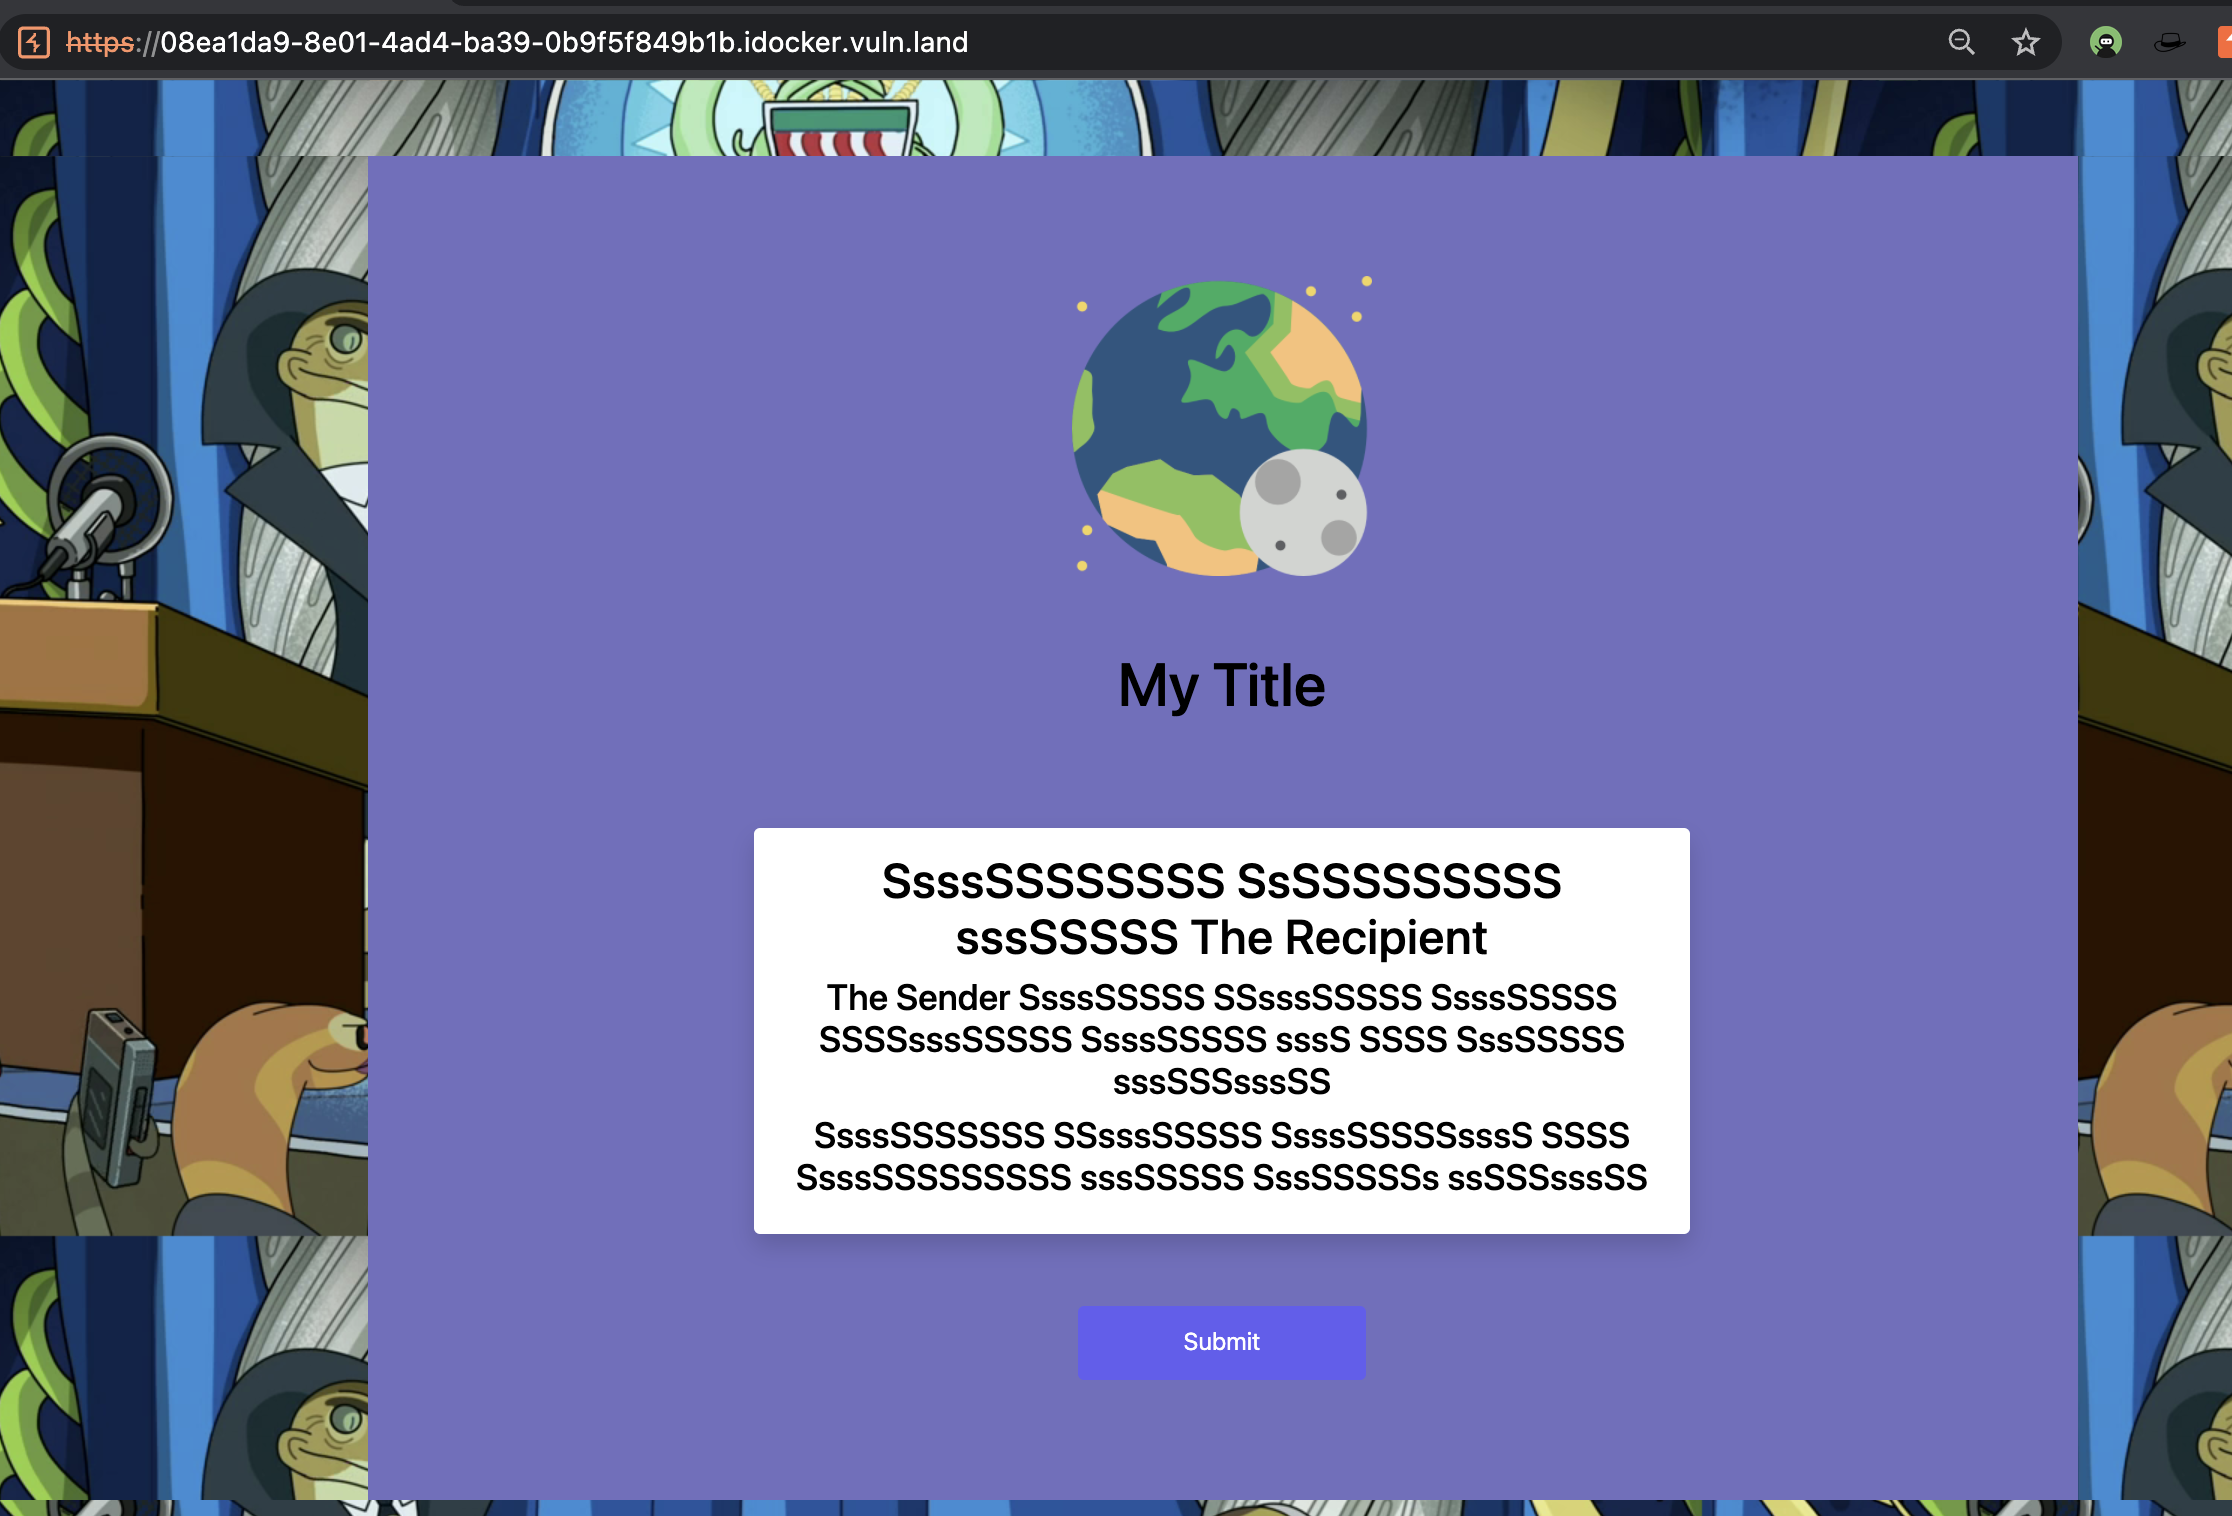 https://08ea1da9-8e01-4ad4-ba39-0b9f5f849b1b.idocker.vuln.land
My Title
SsssSSSSSSSS SsSSSSSSSSS
sssSSSSS The Recipient
The Sender SsssSSSSS SSsssSSSSS SsssSSSSS
SSSSsssSSSSS SsssSSSSS sssS SSSS SssSSSSS
sssSSSsssSS
SsssSSSSSSS SSsssSSSSS SsssSSSSSsssS SSSS
SsssSSSSSSSSS sssSSSSS SssSSSSSs ssSSSsssSS
Submit